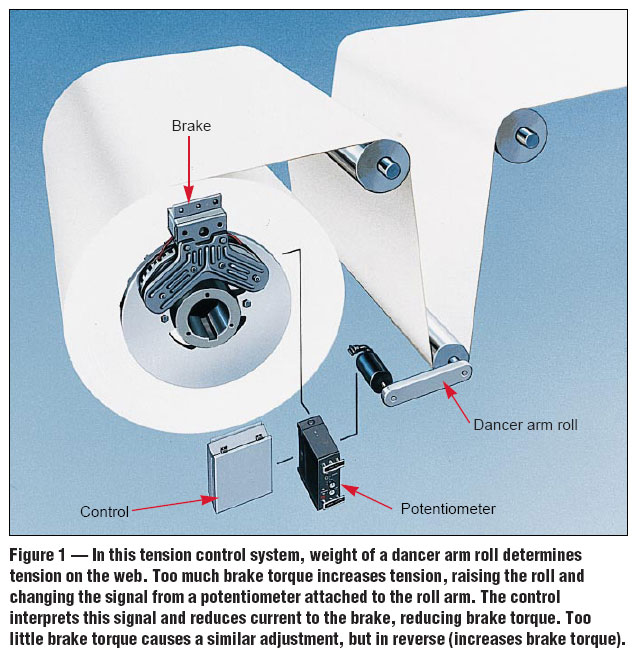 Brake
Dancer arm roll
Control
Potentiometer
Figure 1 — In this tension control system, weight of a dancer arm roll determines
tension on the web. Too much brake torque increases tension, raising the roll and
changing the signal from a potentiometer attached to the roll arm. The control
interprets this signal and reduces current to the brake, reducing brake torque. Too
little brake torque causes a similar adjustment, but in reverse (increases brake torque).